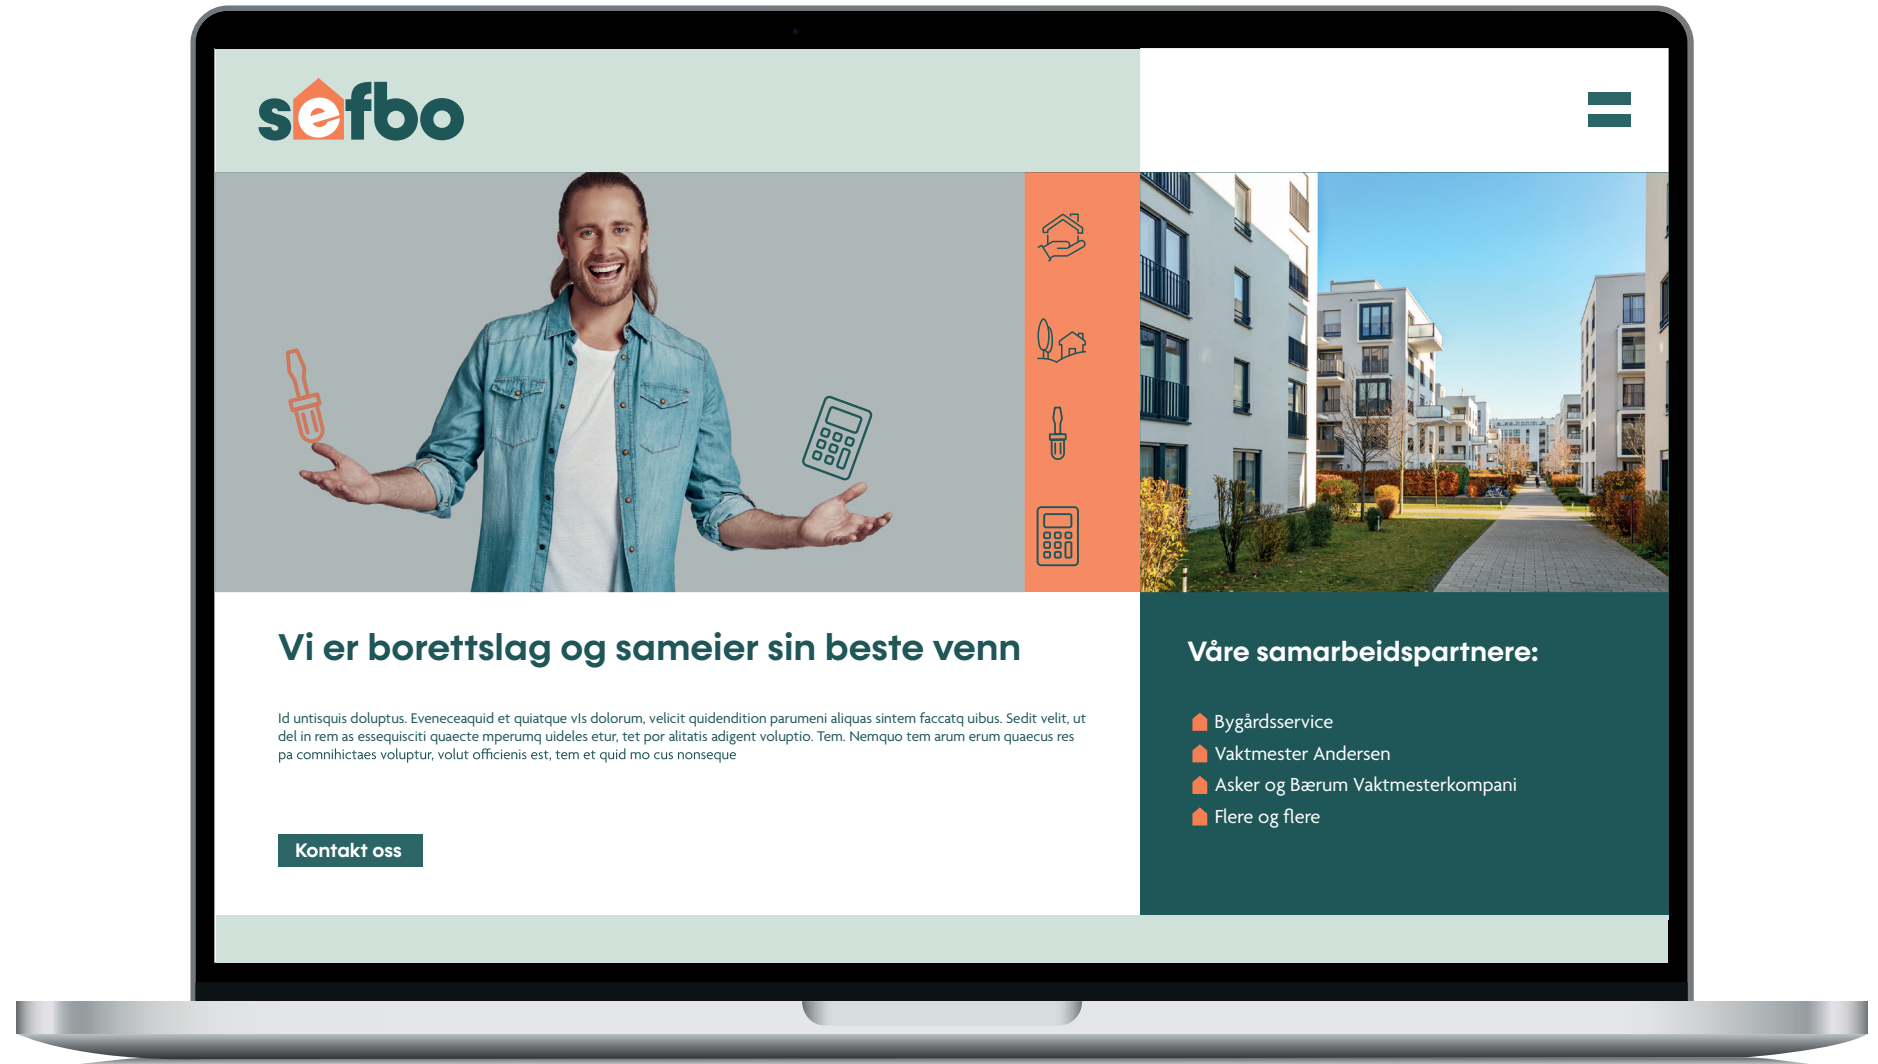 sefbo
Vi er borettslag og sameier sin beste venn
Id untisquis doluptus. Eveneceaquid et quiatque vIs dolorum, velicit quidendition parumeni aliquas sintem faccatq uibus. Sedit velit, ut
del in rem as essequisciti quaecte mperumq uideles etur, tet por alitatis adigent voluptio. Tem. Nemquo tem arum erum quaecus res
pa comnihictaes voluptur, volut officienis est, tem et quid mo cus nonseque
Kontakt oss
Våre samarbeidspartnere:
Bygårdsservice
Vaktmester Andersen
Asker og Bærum Vaktmesterkompani
Flere og flere